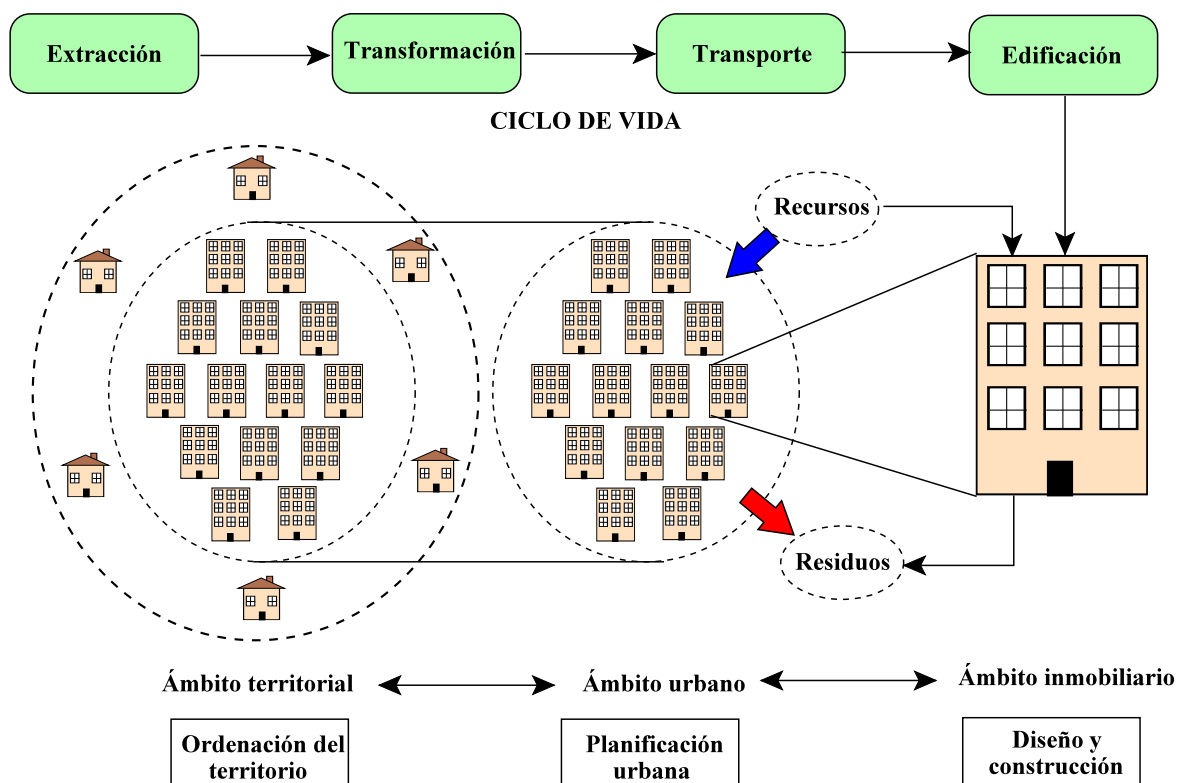 Extracción
Transformación
Transporte
Edificación
CICLO DE VIDA
Recursos
Residuos
Ámbito territorial
Ámbito urbano
Ámbito inmobiliario
Ordenación del
territorio
Planificación
urbana
Diseño y
construcción